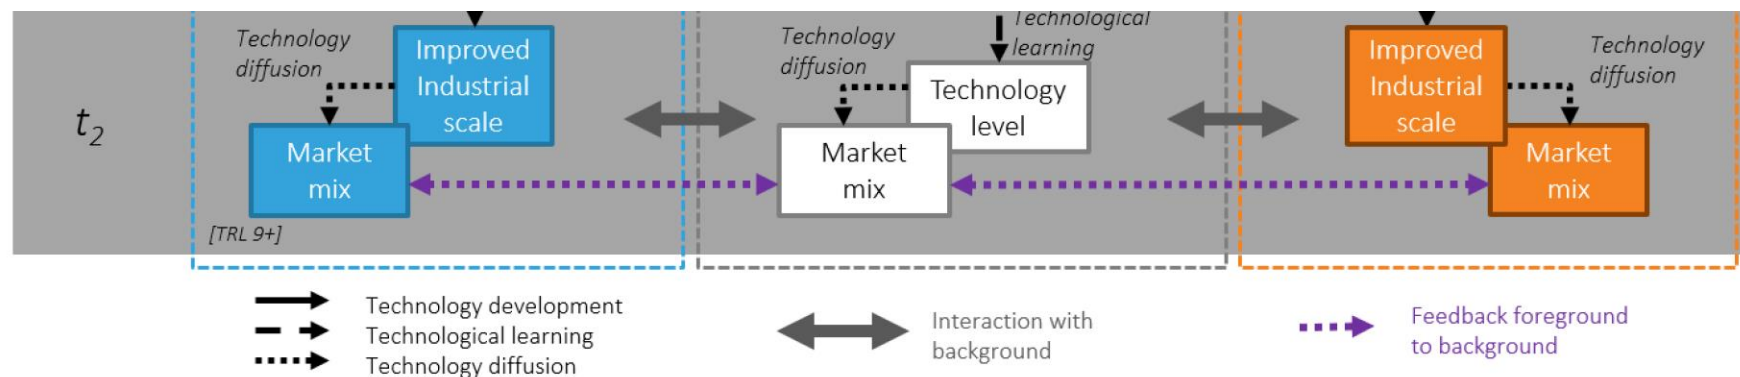 Technology
diffusion
Improved
Industrial
scale
Market
mix
[TRL 9+]
t2
Technological
learning
Technology
diffusion
Technology
level
Market
mix
Improved
Industrial
scale
Technology
diffusion
Market
mix
Technology development
Technological learning
Technology diffusion
Interaction with
background
Feedback foreground
to background